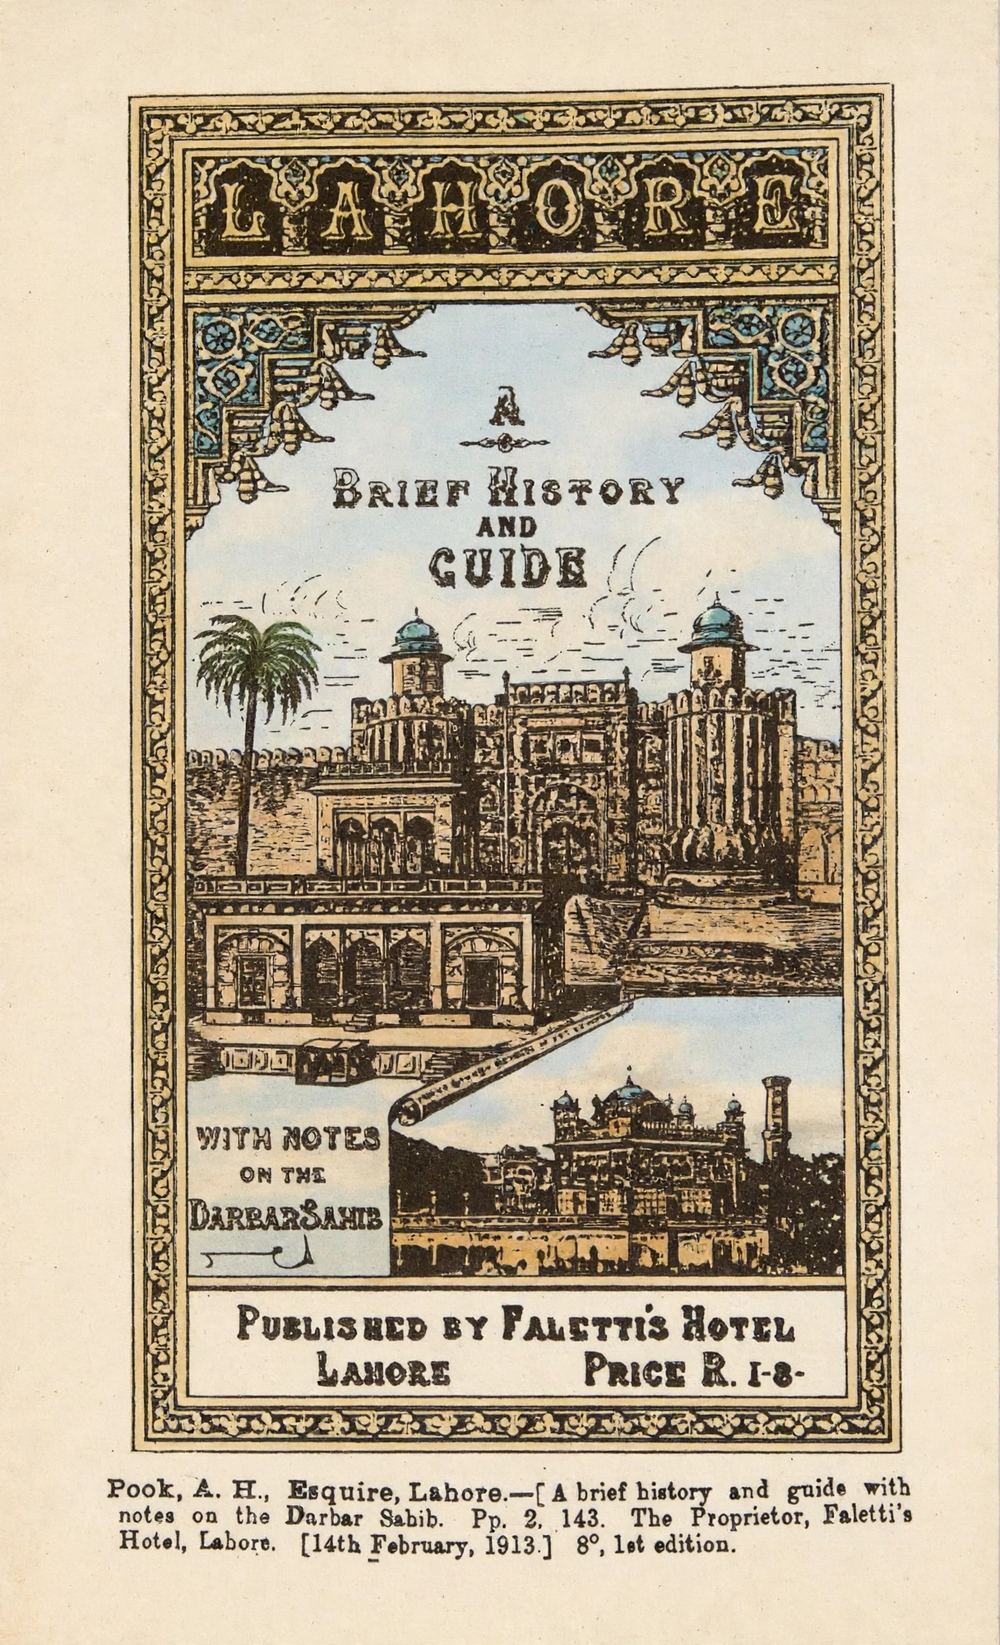 LAHORE
A
BRIEF HISTORY
AND
GUIDE
WITH NOTES
ON THE
DARBAR SAHIB
PUBLISHED BY FALETTI'S HOTEL
LAHORE PRICE R. 1-8-
Pook, A. H., Esquire, Lahore.—[A brief history and guide with
notes on the Darbar Sahib. Pp. 2, 143. The Proprietor, Faletti's
Hotel, Lahore. [14th February, 1913.] 8°, 1st edition.